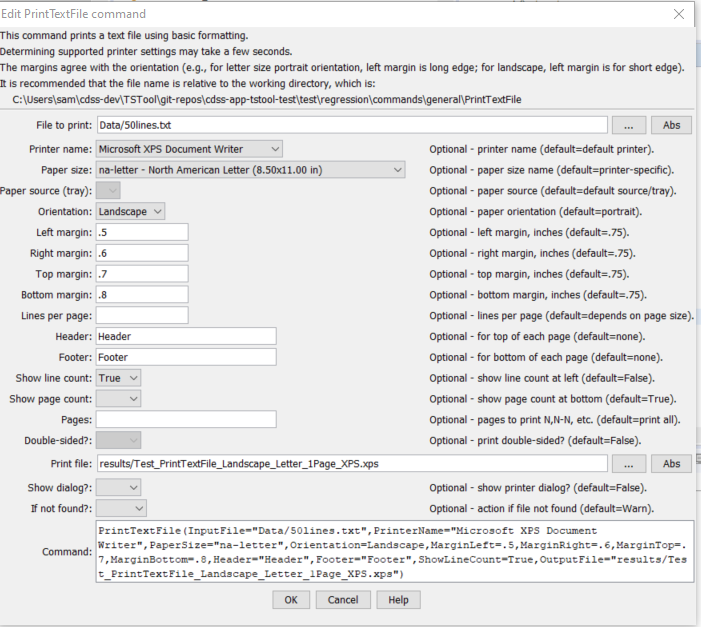 Edit PrintTextFile command
This command prints a text file using basic formatting.
Determining supported printer settings may take a few seconds.
The margins agree with the orientation (e.g., for letter size portrait orientation, left margin is long edge; for landscape, left margin is for short edge).
It is recommended that the file name is relative to the working directory, which is:
C:\Users\sam\cdss-dev\TSTool\git-repos\cdss-app-tstool-test\test\regression\commands\general\PrintTextFile
File to print: Data/50lines.txt ... Abs
Printer name: Microsoft XPS Document Writer Optional - printer name (default=default printer).
Paper size: na-letter - North American Letter (8.50x11.00 in) Optional - paper size name (default=printer-specific).
Paper source (tray): Optional - paper source (default=default source/tray).
Orientation: Landscape Optional - paper orientation (default=portrait).
Left margin: .5 Optional - left margin, inches (default=.75).
Right margin: .6 Optional - right margin, inches (default=.75).
Top margin: .7 Optional - top margin, inches (default=.75).
Bottom margin: .8 Optional - bottom margin, inches (default=.75).
Lines per page: Optional - lines per page (default=depends on page size).
Header: Header Optional - for top of each page (default=none).
Footer: Footer Optional - for bottom of each page (default=none).
Show line count: True Optional - show line count at left (default=False).
Show page count: Optional - show page count at bottom (default=True).
Pages: Optional - pages to print N,N-N, etc. (default=print all).
Double-sided?: Optional - print double-sided? (default=False).
Print file: results/Test_PrintTextFile_Landscape_Letter_1Page_XPS.xps ... Abs
Show dialog?: Optional - show printer dialog? (default=False).
If not found?: Optional - action if file not found (default=Warn).
Command: PrintTextFile(InputFile="Data/50lines.txt",PrinterName="Microsoft XPS Document
Writer",PaperSize="na-letter",Orientation=Landscape,MarginLeft=.5,MarginRight=.6,MarginTop=.
7,MarginBottom=.8,Header="Header",Footer="Footer",ShowLineCount=True,OutputFile="results/Tes
t_PrintTextFile_Landscape_Letter_1Page_XPS.xps")
OK Cancel Help